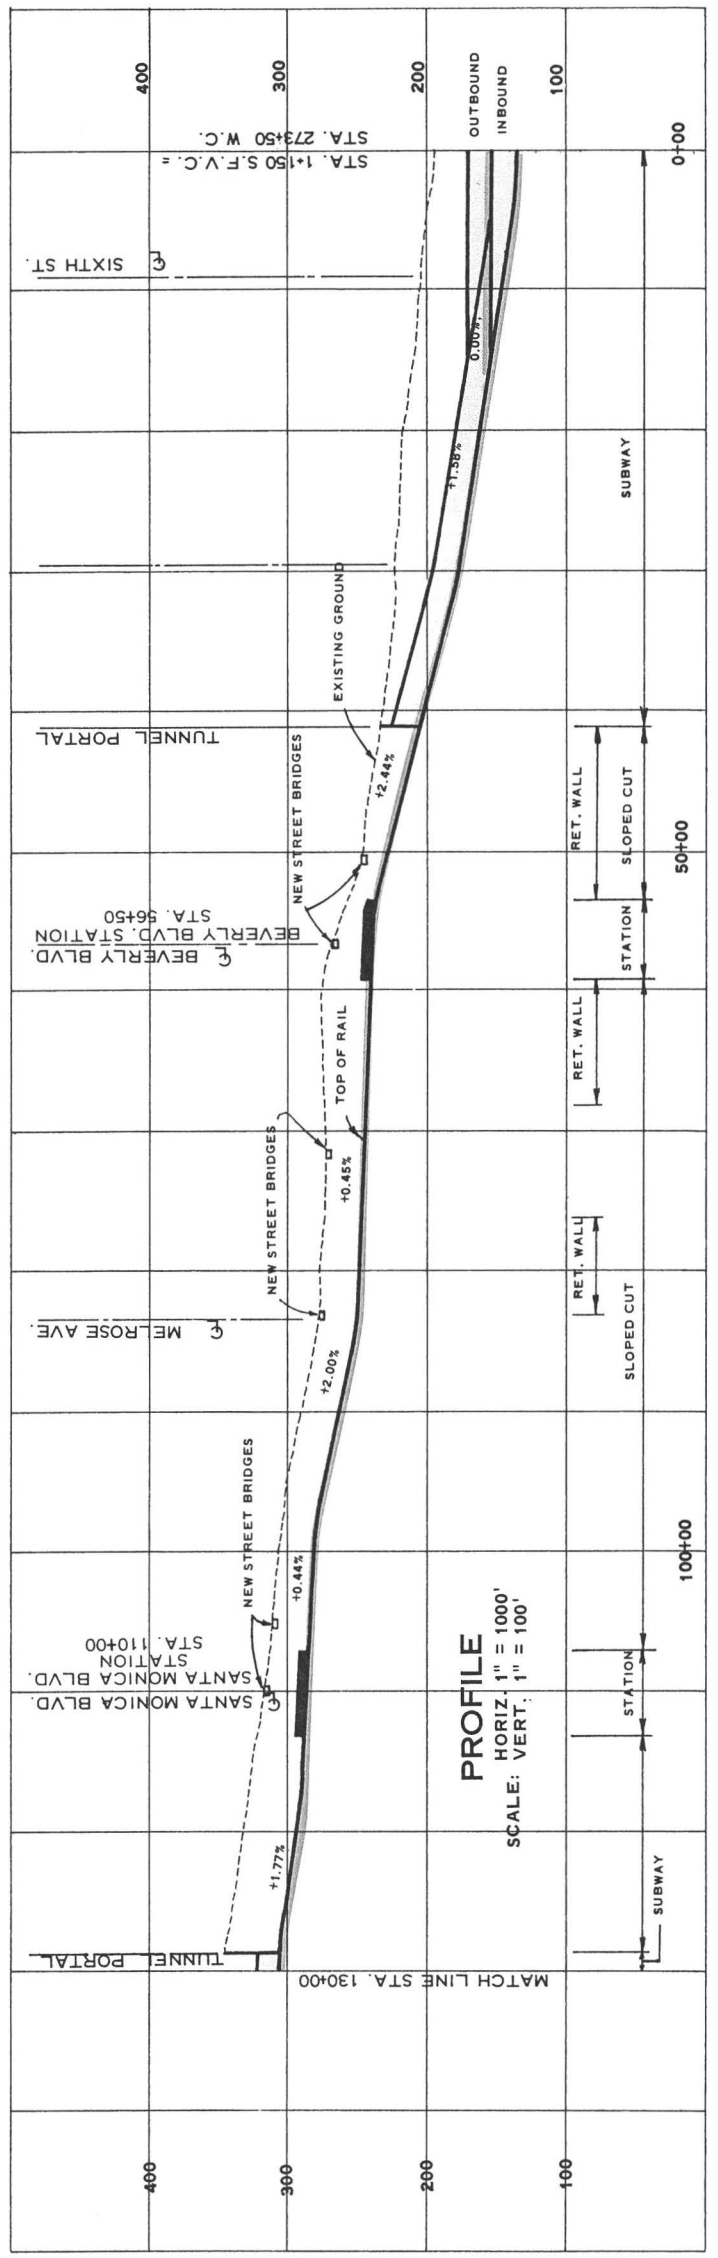 400
300
200
100
OUTBOUND
INBOUND
0+00
STA. 1+150 S.F.V.C. =
STA. 273+50 W.C.
℄ SIXTH ST.
0.00%
+1.58%
SUBWAY
EXISTING GROUND
TUNNEL PORTAL
+2.44%
NEW STREET BRIDGES
RET. WALL
SLOPED CUT
50+00
℄ BEVERLY BLVD.
BEVERLY BLVD. STATION
STA. 56+50
STATION
RET. WALL
TOP OF RAIL
+0.45%
NEW STREET BRIDGES
RET. WALL
SLOPED CUT
℄ MELROSE AVE.
+2.00%
NEW STREET BRIDGES
+0.44%
100+00
℄ SANTA MONICA BLVD.
SANTA MONICA BLVD.
STATION
STA. 110+00
STATION
PROFILE
HORIZ. 1" = 1000'
SCALE: VERT. 1" = 100'
+1.77%
TUNNEL PORTAL
SUBWAY
MATCH LINE STA. 130+00
400
300
200
100